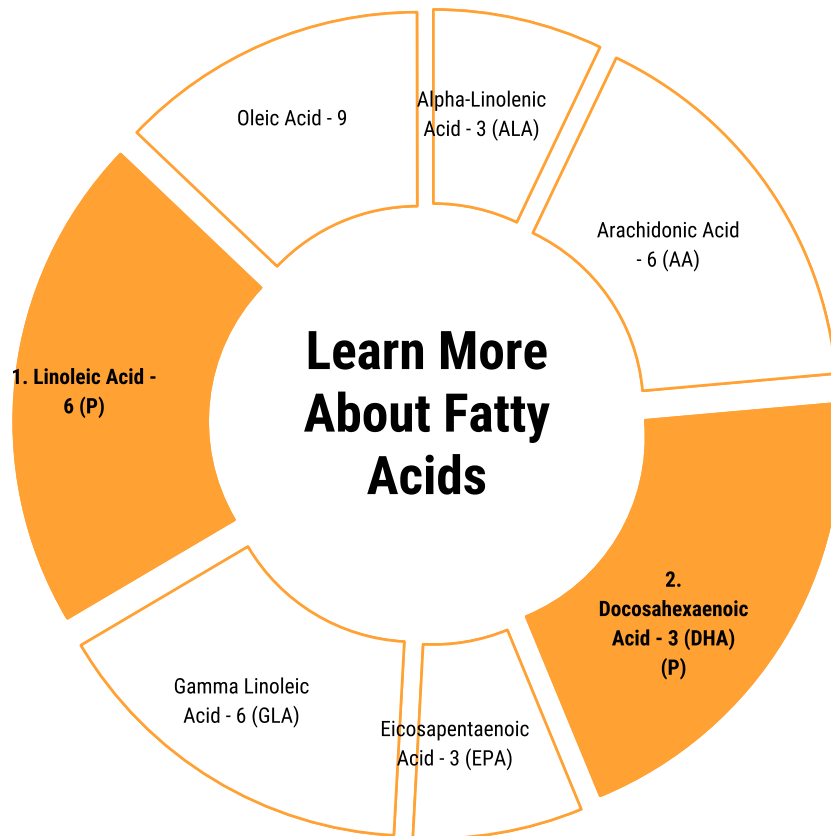 Oleic Acid - 9
Alpha-Linolenic
Acid - 3 (ALA)
Arachidonic Acid
- 6 (AA)
Learn More
About Fatty
Acids
1. Linoleic Acid -
6 (P)
2.
Docosahexaenoic
Acid - 3 (DHA)
(P)
Gamma Linoleic
Acid - 6 (GLA)
Eicosapentaenoic
Acid - 3 (EPA)